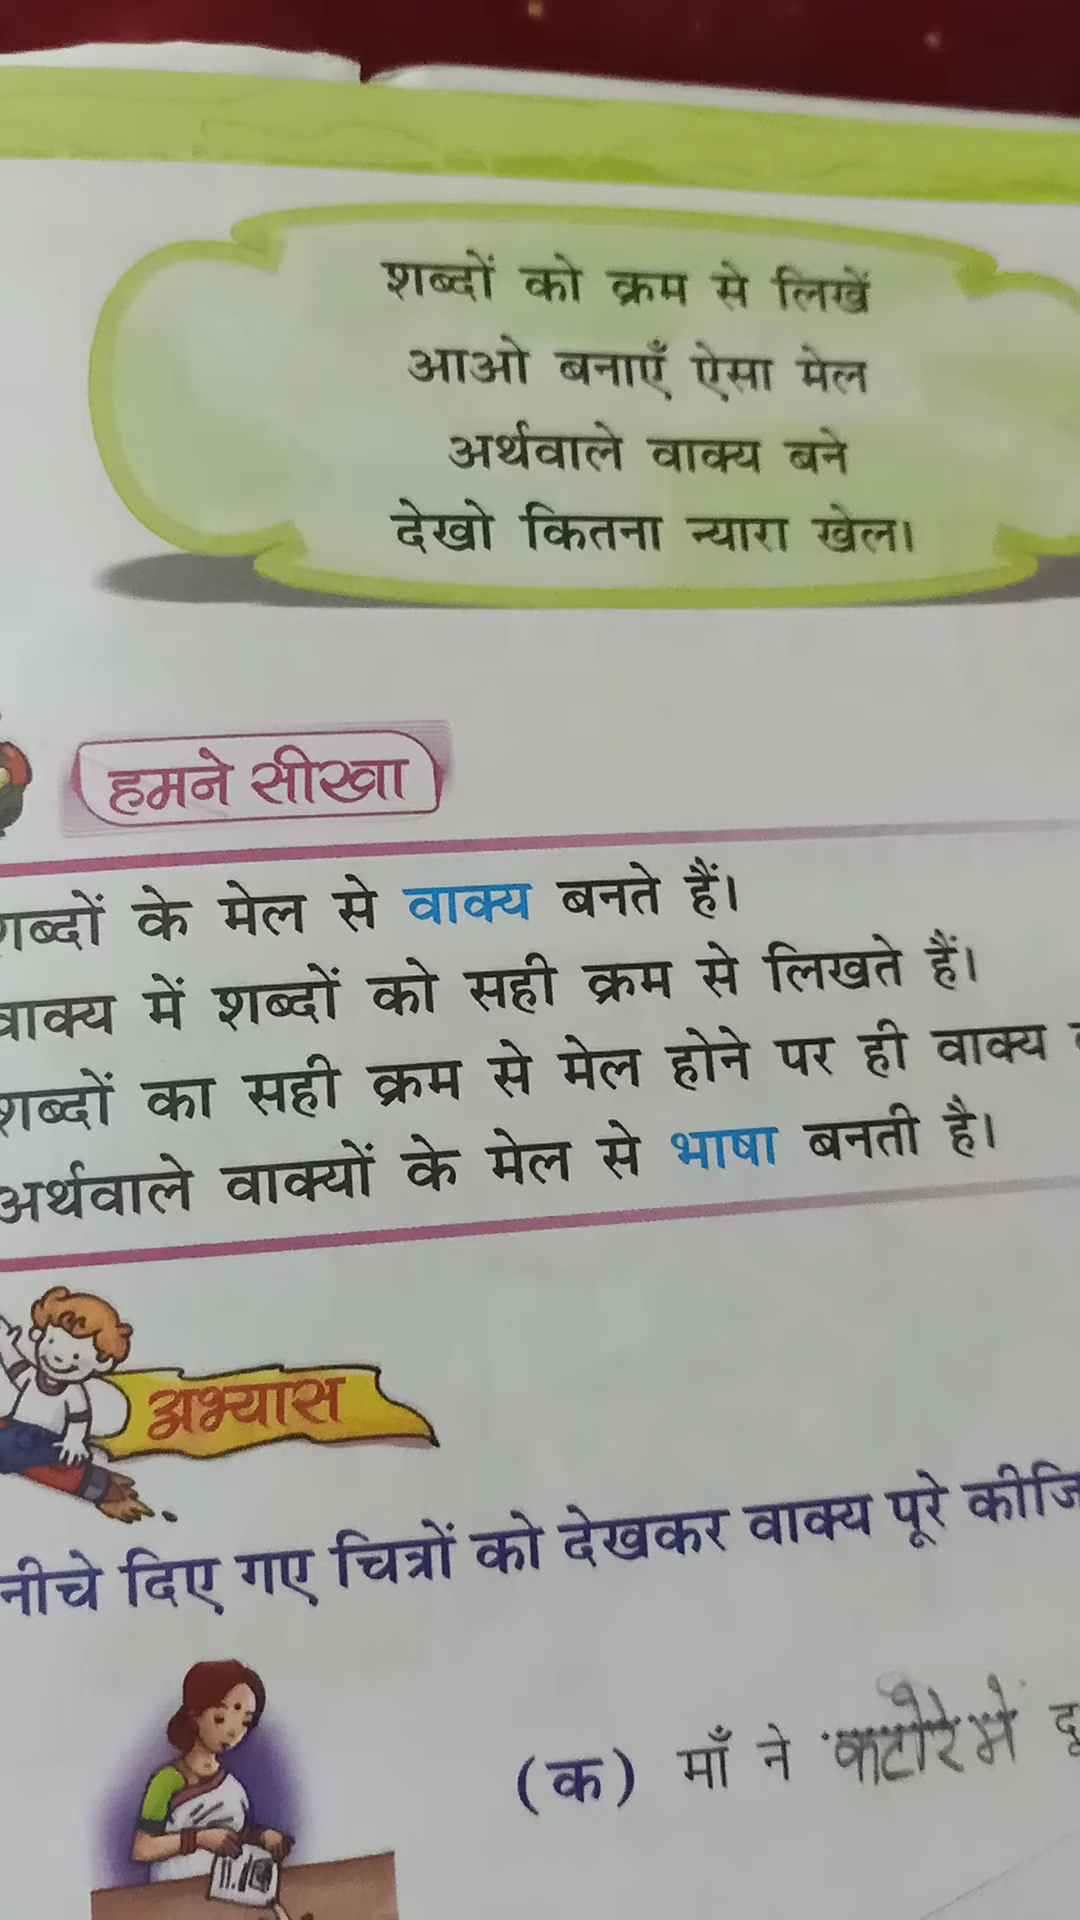 शब्दों को क्रम से लिखें
आओ बनाएँ ऐसा मेल
अर्थवाले वाक्य बने
देखो कितना न्यारा खेल।
हमने सीखा
शब्दों के मेल से वाक्य बनते हैं।
वाक्य में शब्दों को सही क्रम से लिखते हैं।
शब्दों का सही क्रम से मेल होने पर ही वाक्य
अर्थवाले वाक्यों के मेल से भाषा बनती है।
अभ्यास
नीचे दिए गए चित्रों को देखकर वाक्य पूरे
(क) माँ ने कटोरे में